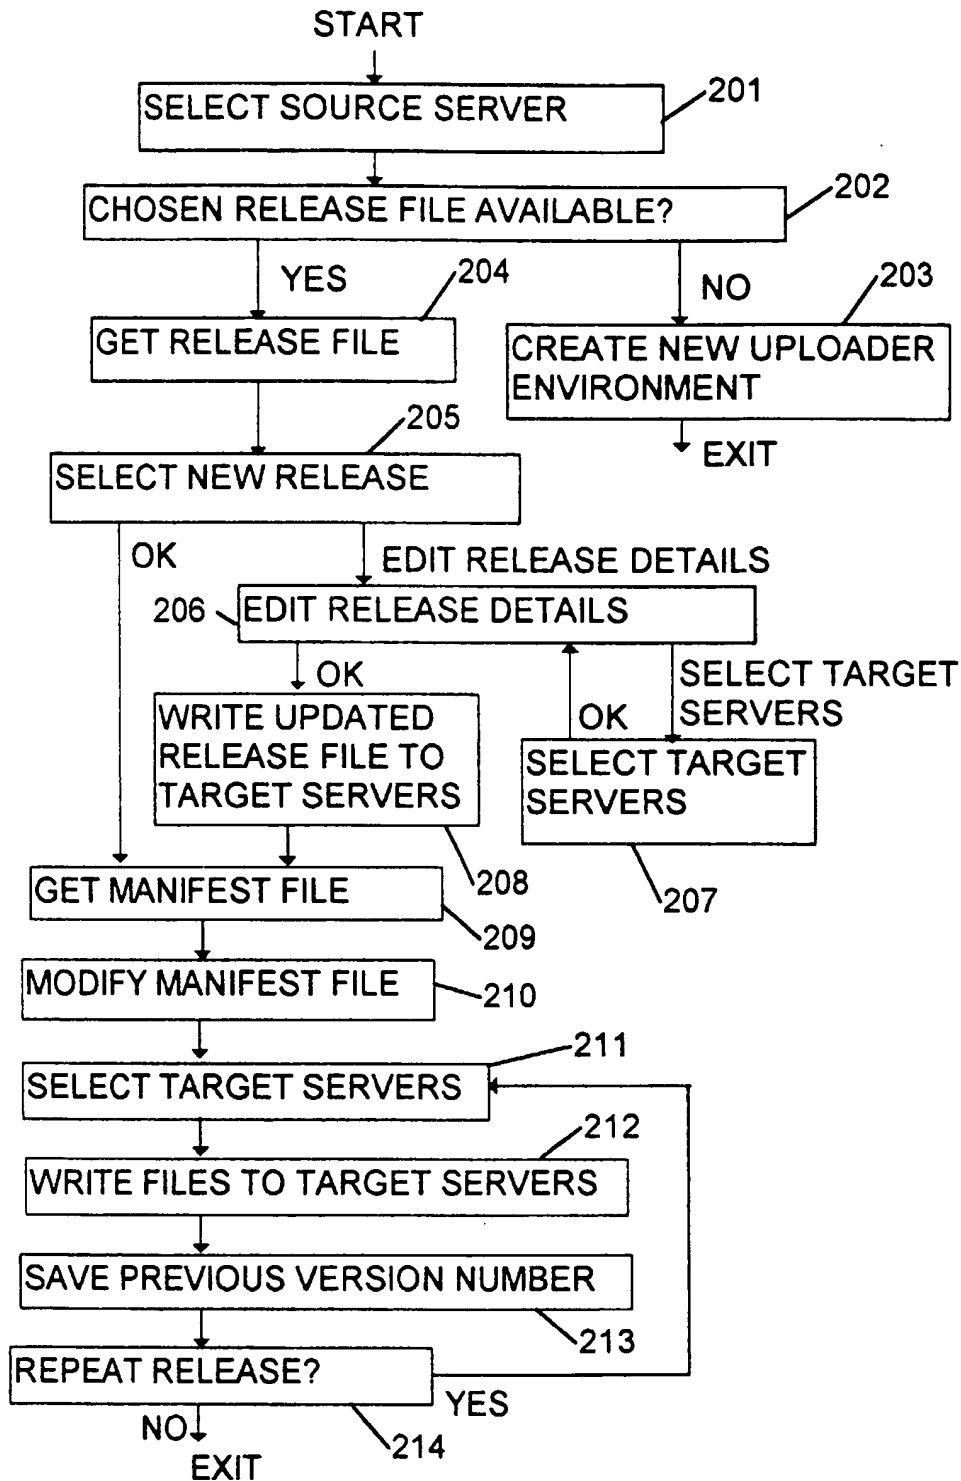 START
SELECT SOURCE SERVER
201
CHOSEN RELEASE FILE AVAILABLE?
202
YES
204
NO
203
GET RELEASE FILE
CREATE NEW UPLOADER
ENVIRONMENT
EXIT
205
SELECT NEW RELEASE
OK
EDIT RELEASE DETAILS
206
EDIT RELEASE DETAILS
OK
SELECT TARGET
SERVERS
OK
WRITE UPDATED
RELEASE FILE TO
TARGET SERVERS
SELECT TARGET
SERVERS
208
207
GET MANIFEST FILE
209
MODIFY MANIFEST FILE
210
211
SELECT TARGET SERVERS
212
WRITE FILES TO TARGET SERVERS
SAVE PREVIOUS VERSION NUMBER
213
REPEAT RELEASE?
YES
NO
214
EXIT